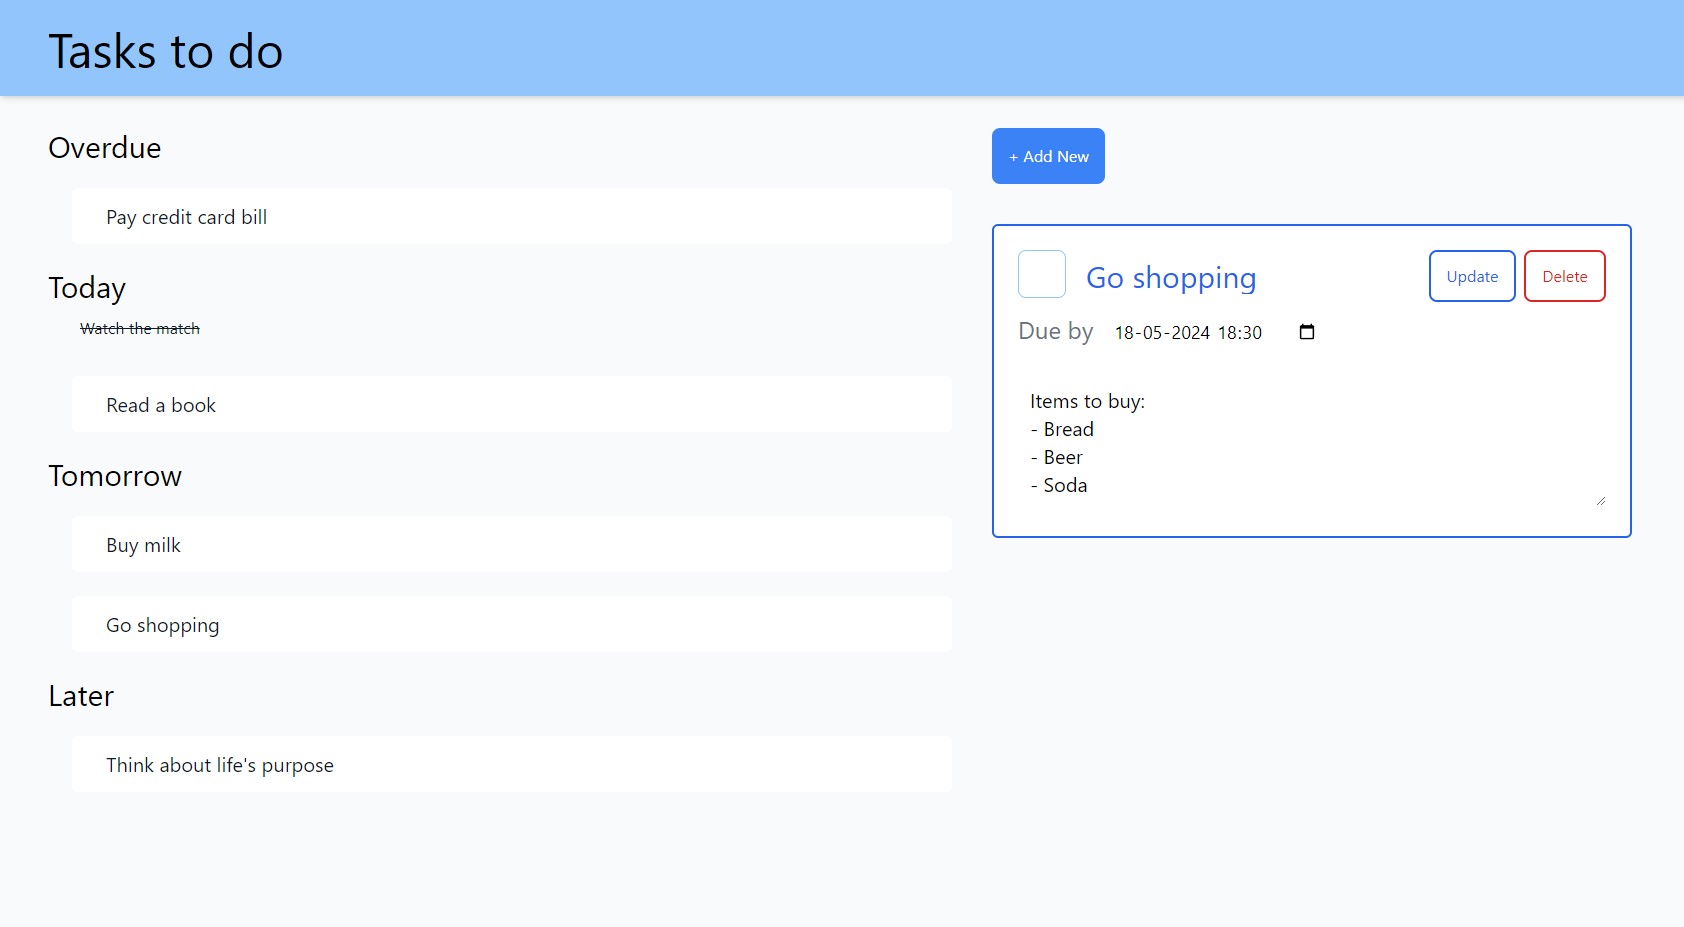 Tasks to do
Overdue
Pay credit card bill
Today
Watch the match
Read a book
Tomorrow
Buy milk
Go shopping
Later
Think about life's purpose
+ Add New
Go shopping
Update
Delete
Due by 18-05-2024 18:30
Items to buy:
- Bread
- Beer
- Soda